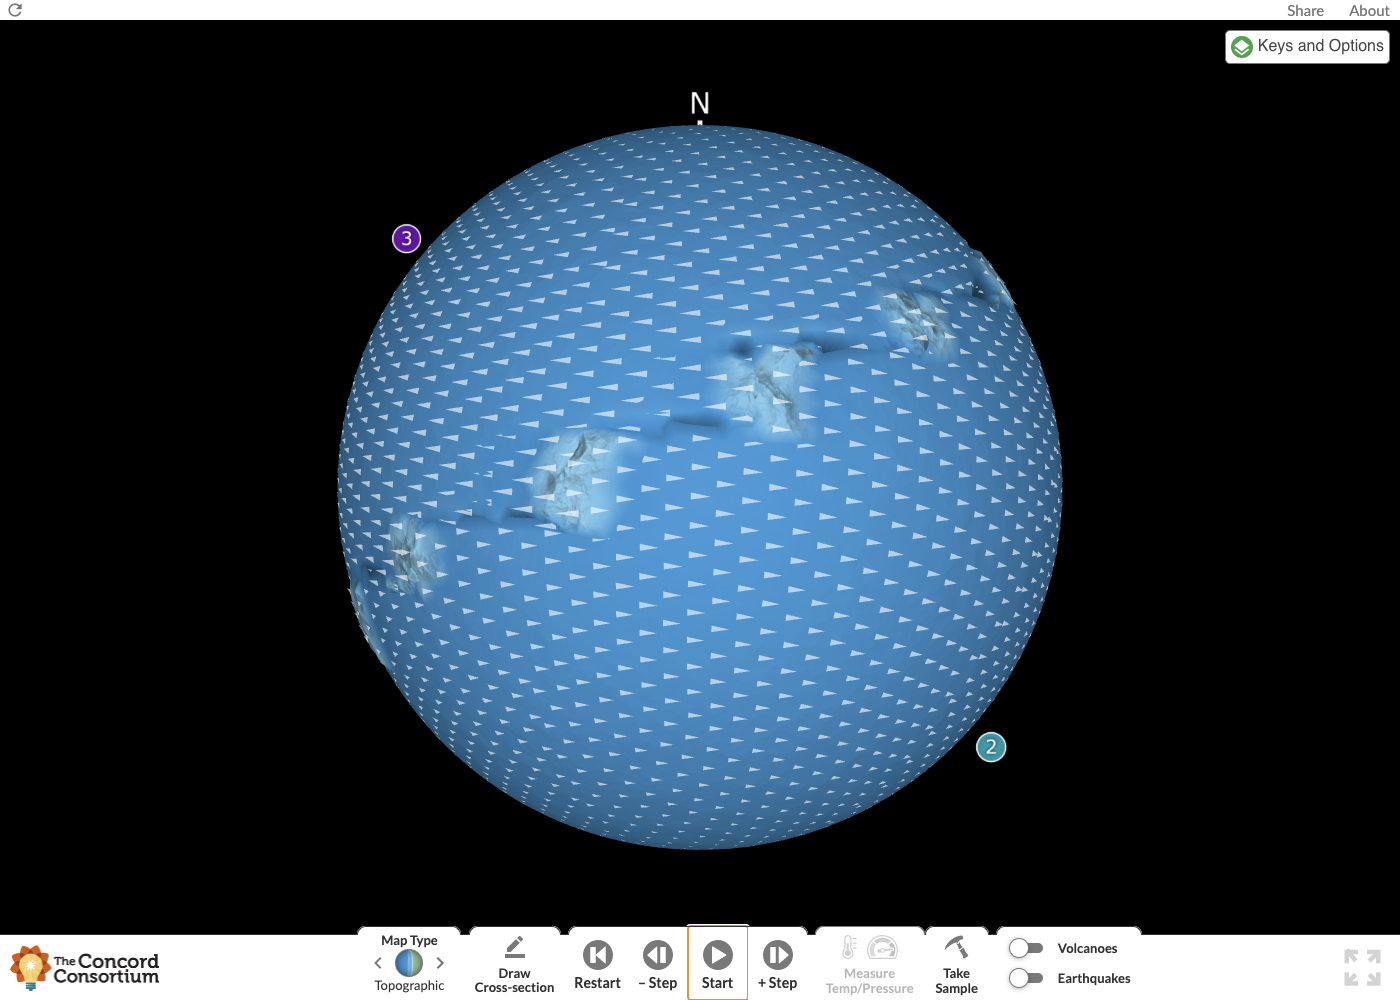 Share About
Keys and Options
N
3
2
The Concord
Consortium
Map Type
Topographic
Draw
Cross-section
Restart
– Step
Start
+ Step
Measure
Temp/Pressure
Take
Sample
Volcanoes
Earthquakes